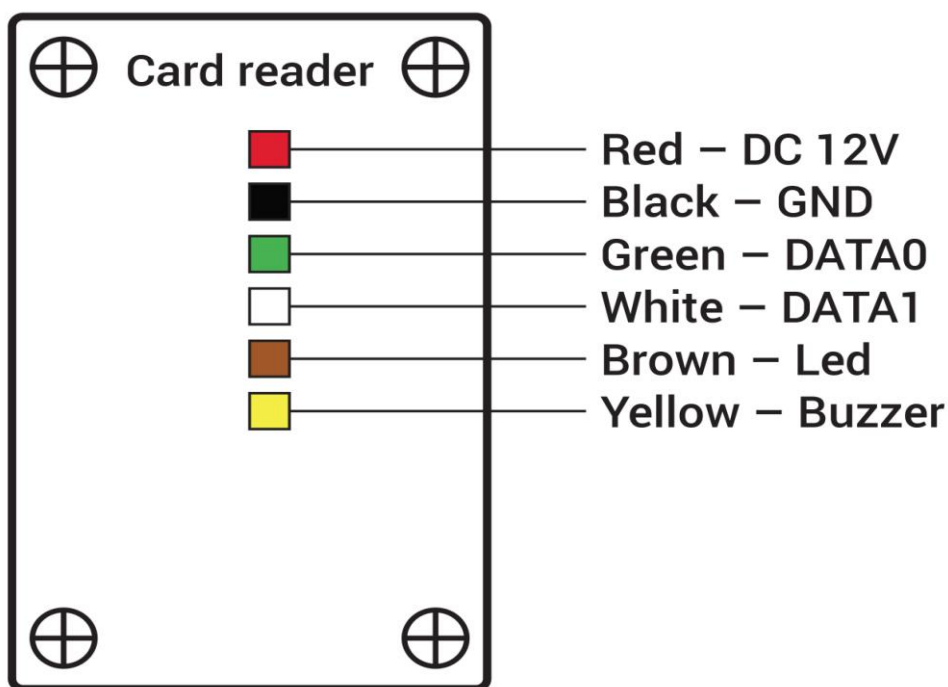 Card reader
Red – DC 12V
Black – GND
Green – DATA0
White – DATA1
Brown – Led
Yellow – Buzzer